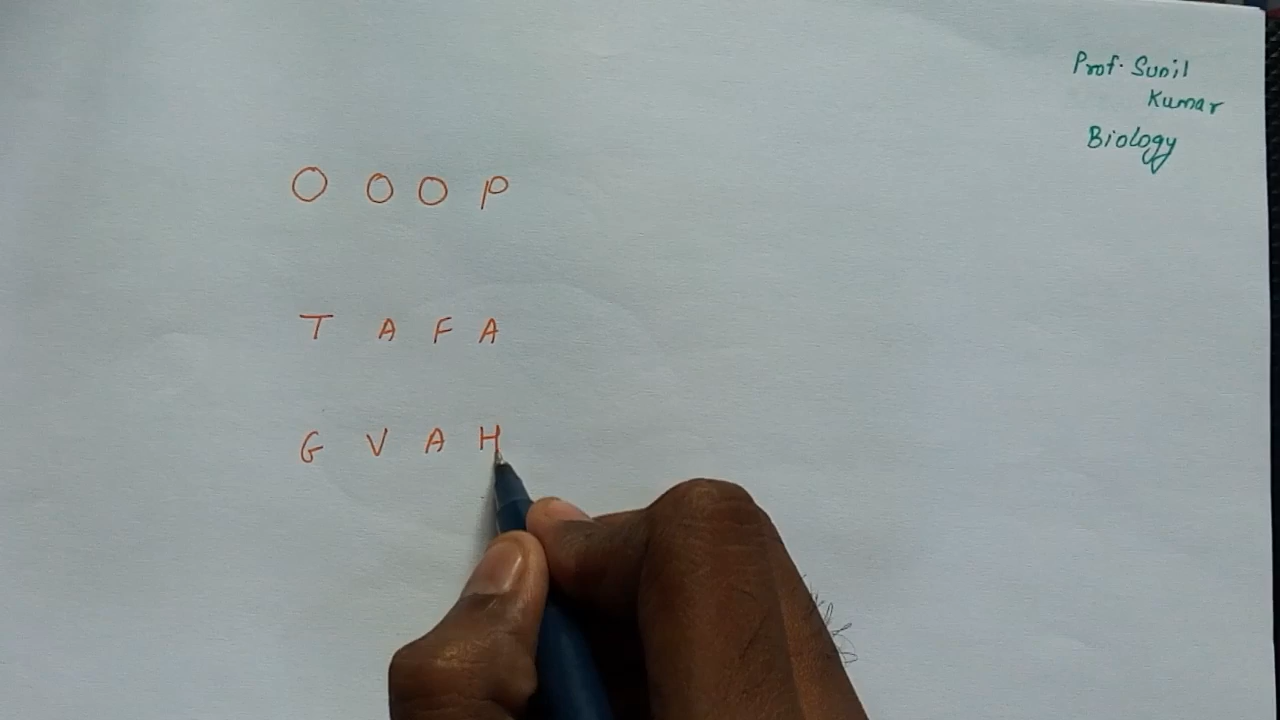 Prof. Sunil
Kumar
Biology
O O O P
T A F A
G V A H